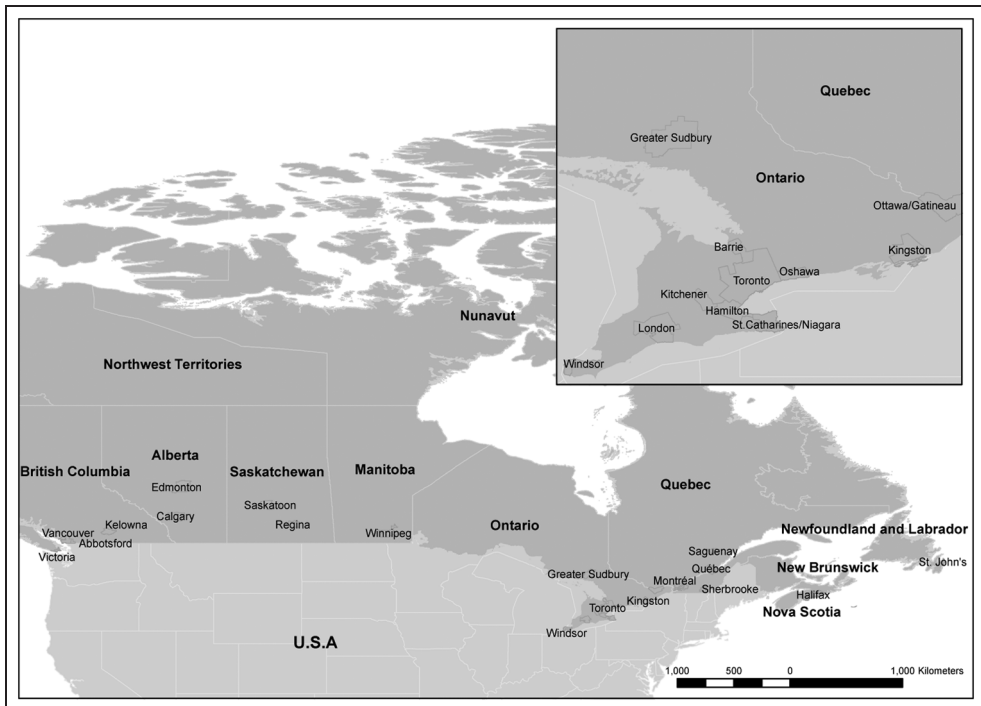 Quebec
Greater Sudbury
Ontario
Ottawa/Gatineau
Barrie
Kingston
Oshawa
Toronto
Kitchener
Hamilton
London
St.Catharines/Niagara
Windsor
Nunavut
Northwest Territories
British Columbia
Alberta
Saskatchewan
Manitoba
Edmonton
Saskatoon
Calgary
Regina
Kelowna
Vancouver
Abbotsford
Victoria
Winnipeg
Ontario
Quebec
Newfoundland and Labrador
Saguenay
St. John's
Québec
New Brunswick
Greater Sudbury
Montréal
Sherbrooke
Halifax
Kingston
Toronto
Nova Scotia
Windsor
U.S.A
1,000 500 0 1,000 Kilometers